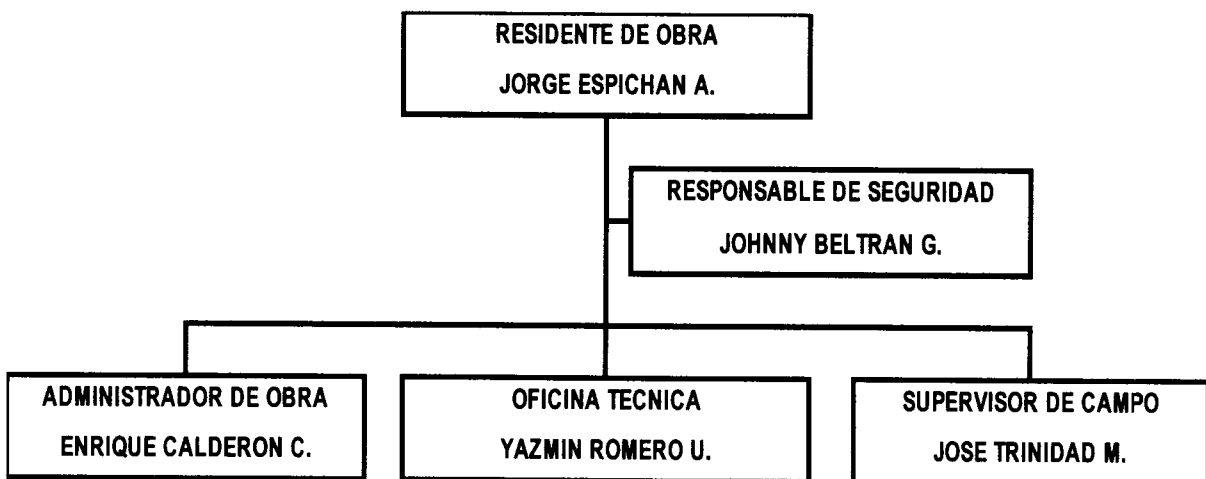 RESIDENTE DE OBRA
JORGE ESPICHAN A.
RESPONSABLE DE SEGURIDAD
JOHNNY BELTRAN G.
ADMINISTRADOR DE OBRA
ENRIQUE CALDERON C.
OFICINA TECNICA
YAZMIN ROMERO U.
SUPERVISOR DE CAMPO
JOSE TRINIDAD M.